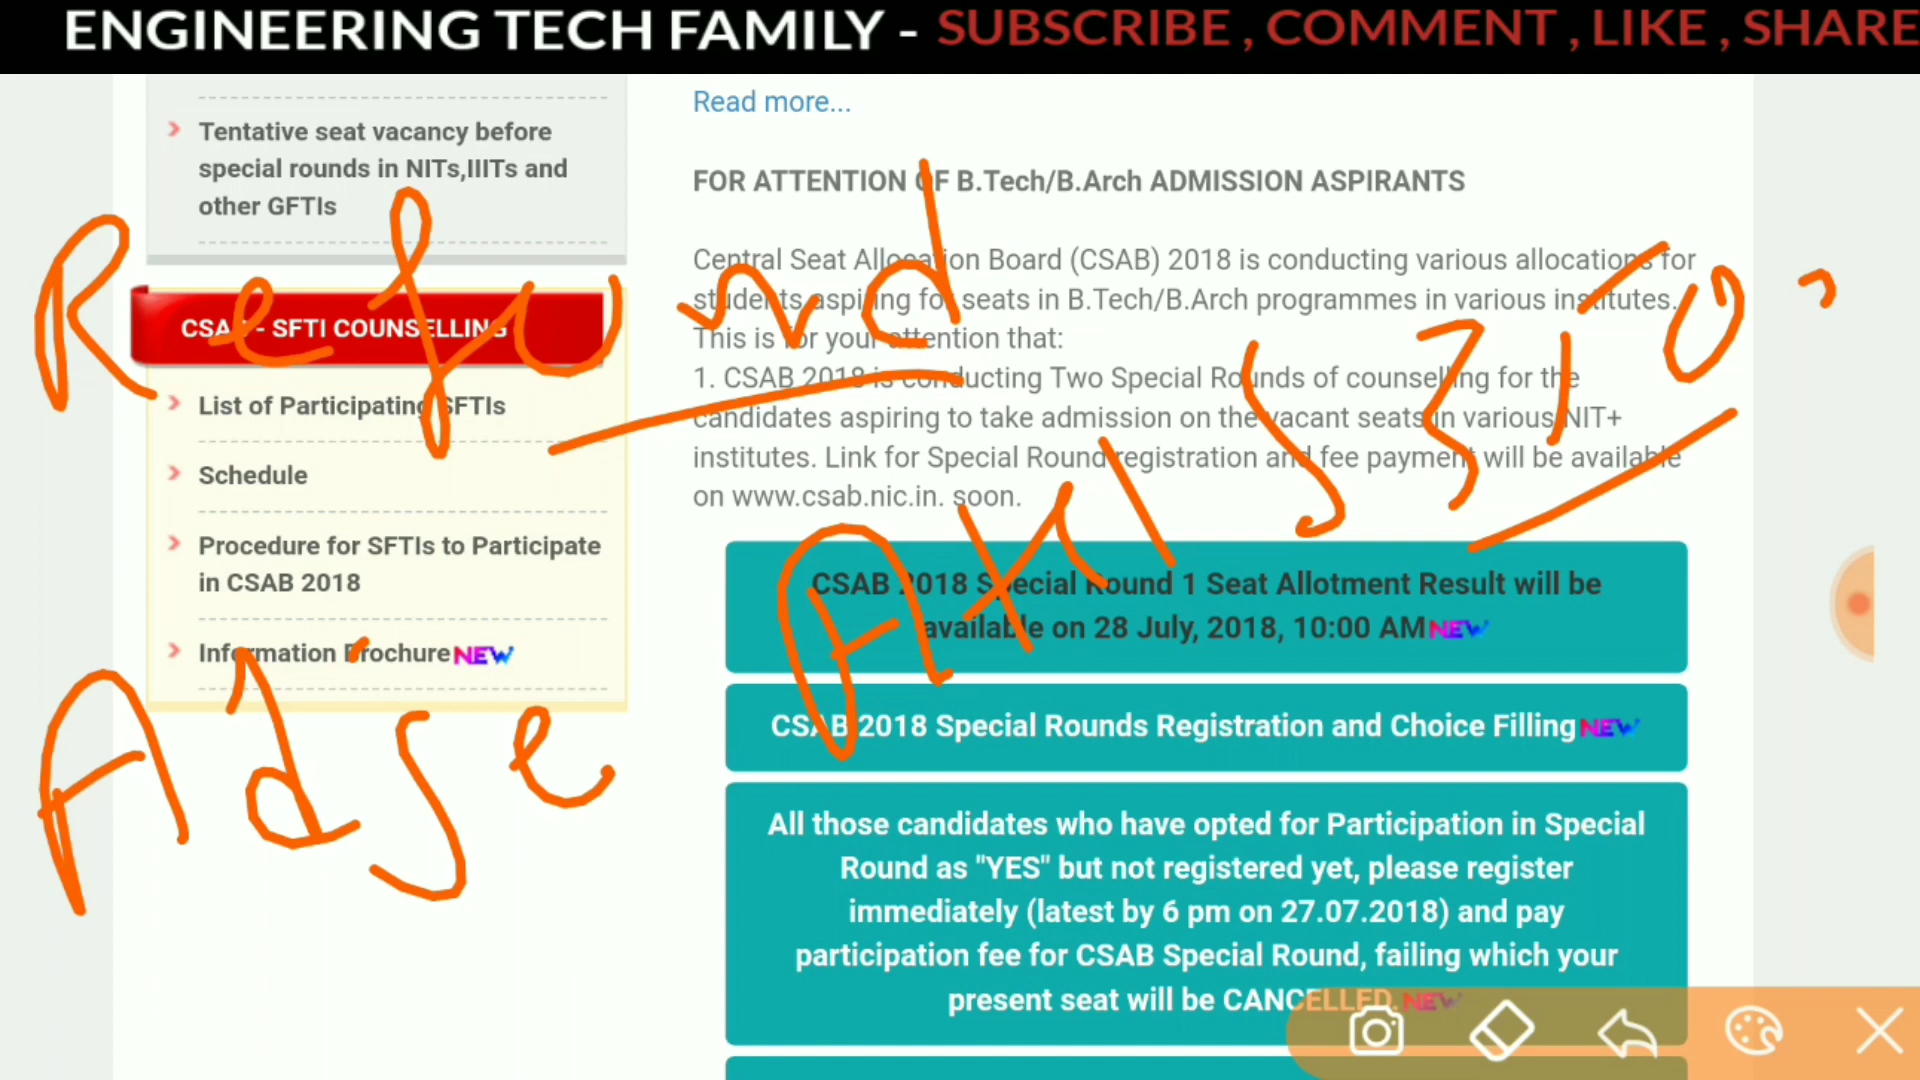 ENGINEERING TECH FAMILY - SUBSCRIBE , COMMENT , LIKE , SHARE
Tentative seat vacancy before
special rounds in NITs,IIITs and
other GFTIs
CSAB - SFTI COUNSELLING
List of Participating SFTIs
Schedule
Procedure for SFTIs to Participate
in CSAB 2018
Information Brochure NEW
Read more...
FOR ATTENTION OF B.Tech/B.Arch ADMISSION ASPIRANTS
Central Seat Allocation Board (CSAB) 2018 is conducting various allocations for
students aspiring for seats in B.Tech/B.Arch programmes in various institutes.
This is for your attention that:
1. CSAB 2018 is conducting Two Special Rounds of counselling for the
candidates aspiring to take admission on the vacant seats in various NIT+
institutes. Link for Special Round registration and fee payment will be available
on www.csab.nic.in. soon.
CSAB 2018 Special Round 1 Seat Allotment Result will be
available on 28 July, 2018, 10:00 AM NEW
CSAB 2018 Special Rounds Registration and Choice Filling NEW
All those candidates who have opted for Participation in Special
Round as "YES" but not registered yet, please register
immediately (latest by 6 pm on 27.07.2018) and pay
participation fee for CSAB Special Round, failing which your
present seat will be CANCELLED. NEW
Refund